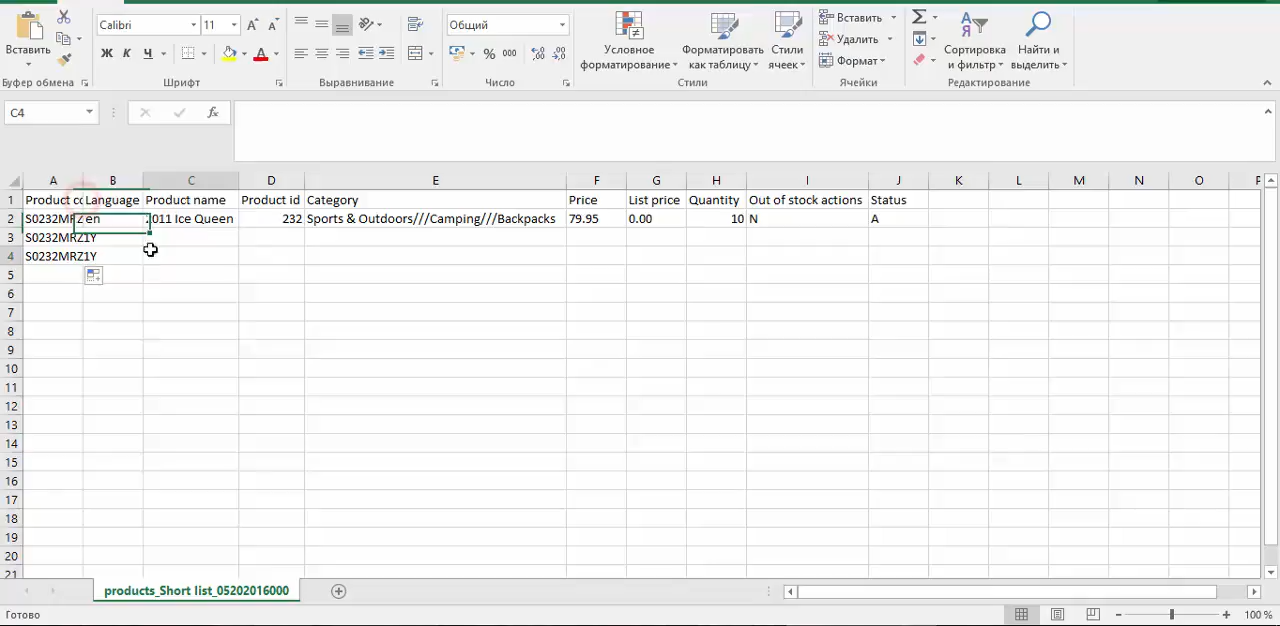 Вставить
Буфер обмена
Calibri
11
Ж К Ч
Шрифт
Выравнивание
Общий
% 000
Число
Условное форматирование
Форматировать как таблицу
Стили ячеек
Стили
Вставить
Удалить
Формат
Ячейки
Сортировка и фильтр
Найти и выделить
Редактирование
C4
fx
A B C D E F G H I J K L M N O P
1 Product co Language Product name Product id Category Price List price Quantity Out of stock actions Status
2 S0232MRZ en 2011 Ice Queen 232 Sports & Outdoors///Camping///Backpacks 79.95 0.00 10 N A
3 S0232MRZ1Y
4 S0232MRZ1Y
5
6
7
8
9
10
11
12
13
14
15
16
17
18
19
20
21
products_Short list_05202016000
Готово
100 %